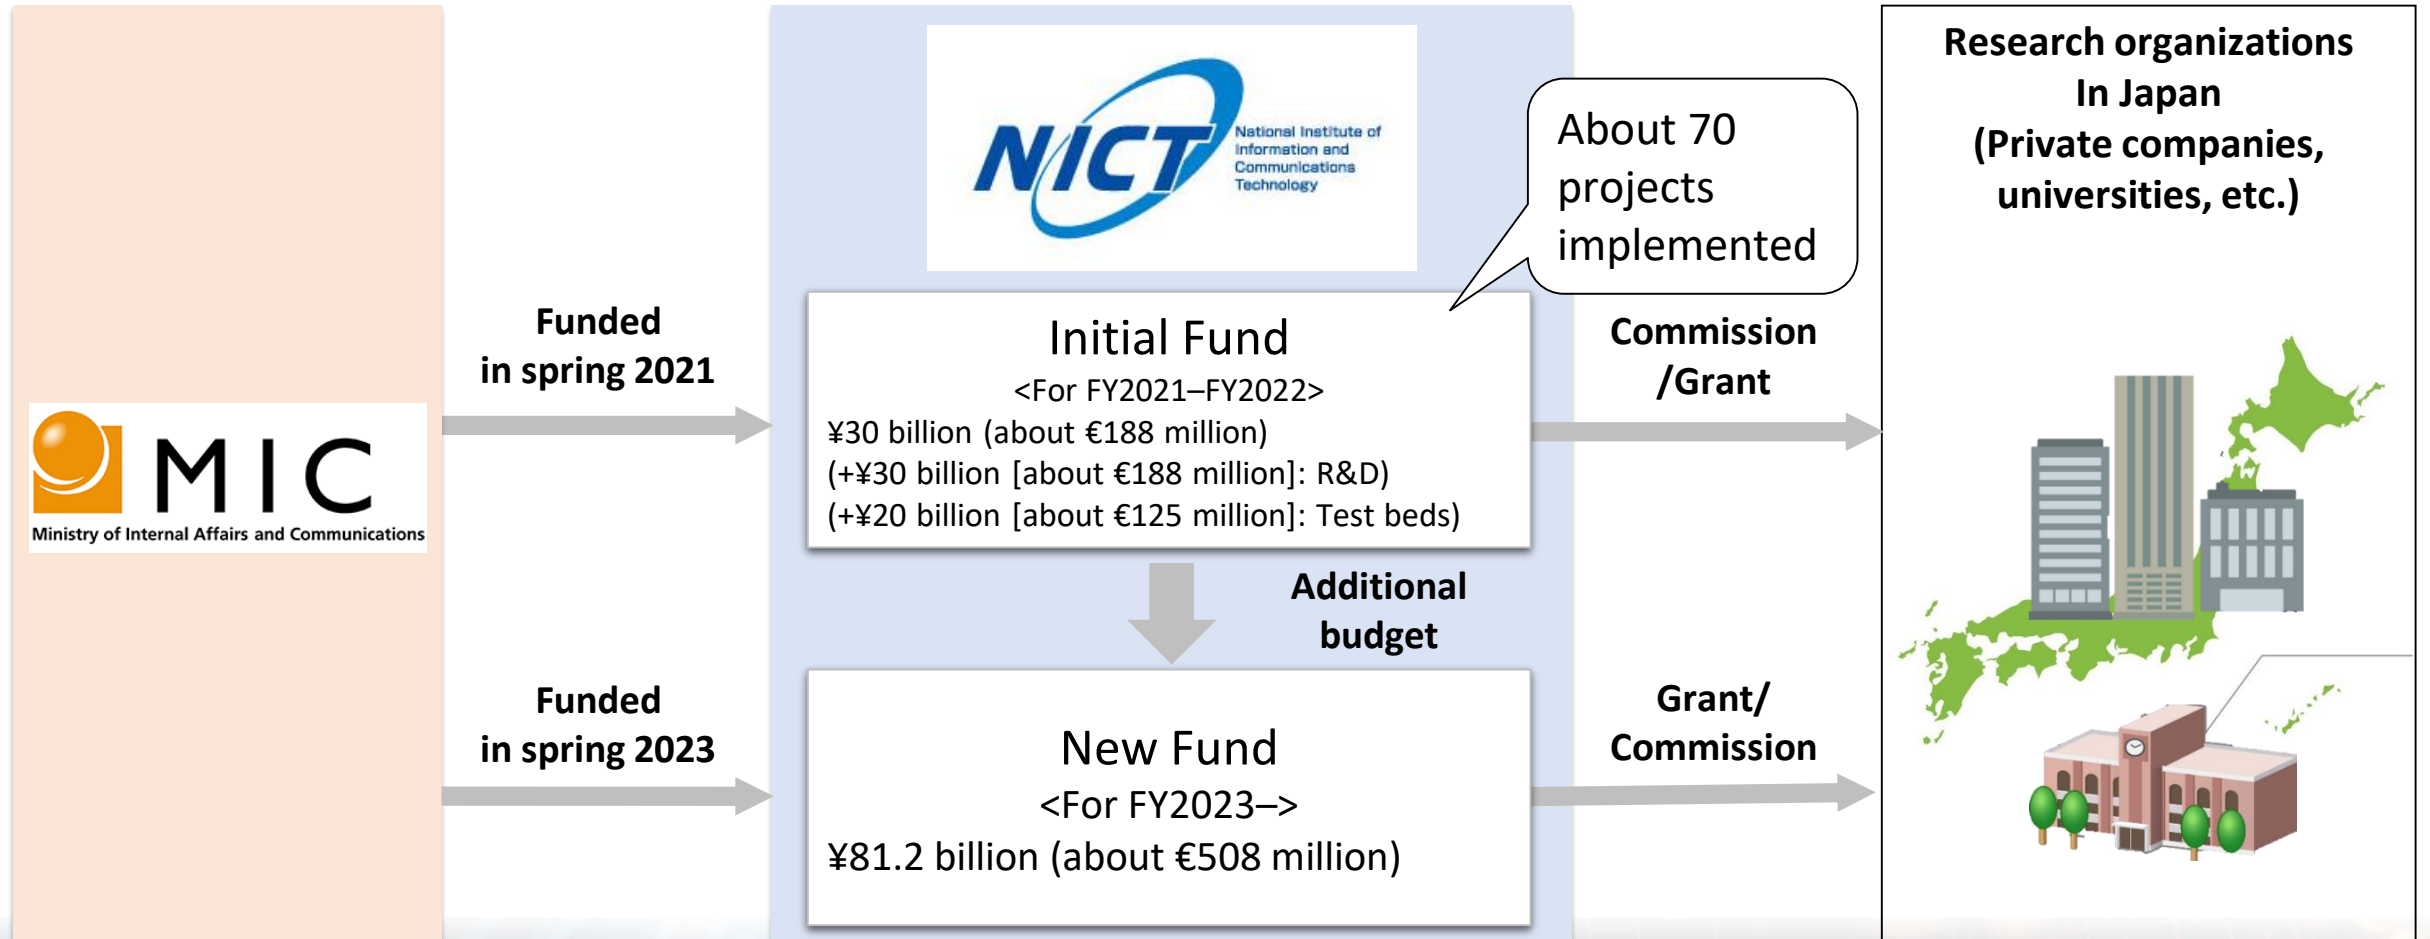 MIC
Ministry of Internal Affairs and Communications
Funded
in spring 2021
Funded
in spring 2023
NICT
National Institute of
Information and
Communications
Technology
About 70
projects
implemented
Initial Fund
<For FY2021–FY2022>
¥30 billion (about €188 million)
(+¥30 billion [about €188 million]: R&D)
(+¥20 billion [about €125 million]: Test beds)
Additional
budget
New Fund
<For FY2023–>
¥81.2 billion (about €508 million)
Commission
/Grant
Grant/
Commission
Research organizations
In Japan
(Private companies,
universities, etc.)